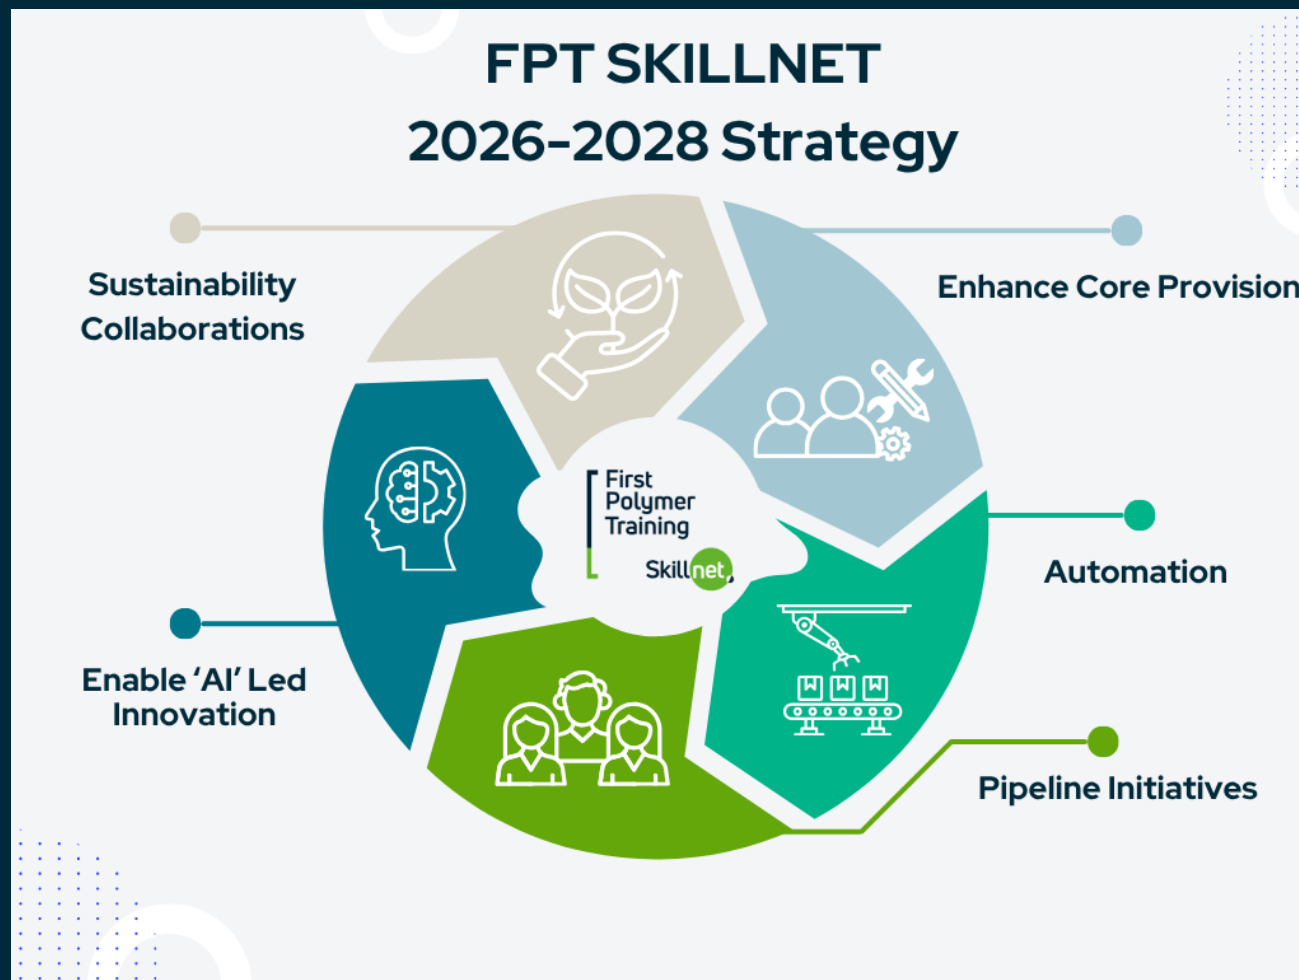 FPT SKILLNET
2026-2028 Strategy
Sustainability
Collaborations
Enhance Core Provision
First
Polymer
Training
Skillnet
Automation
Enable ‘AI’ Led
Innovation
Pipeline Initiatives